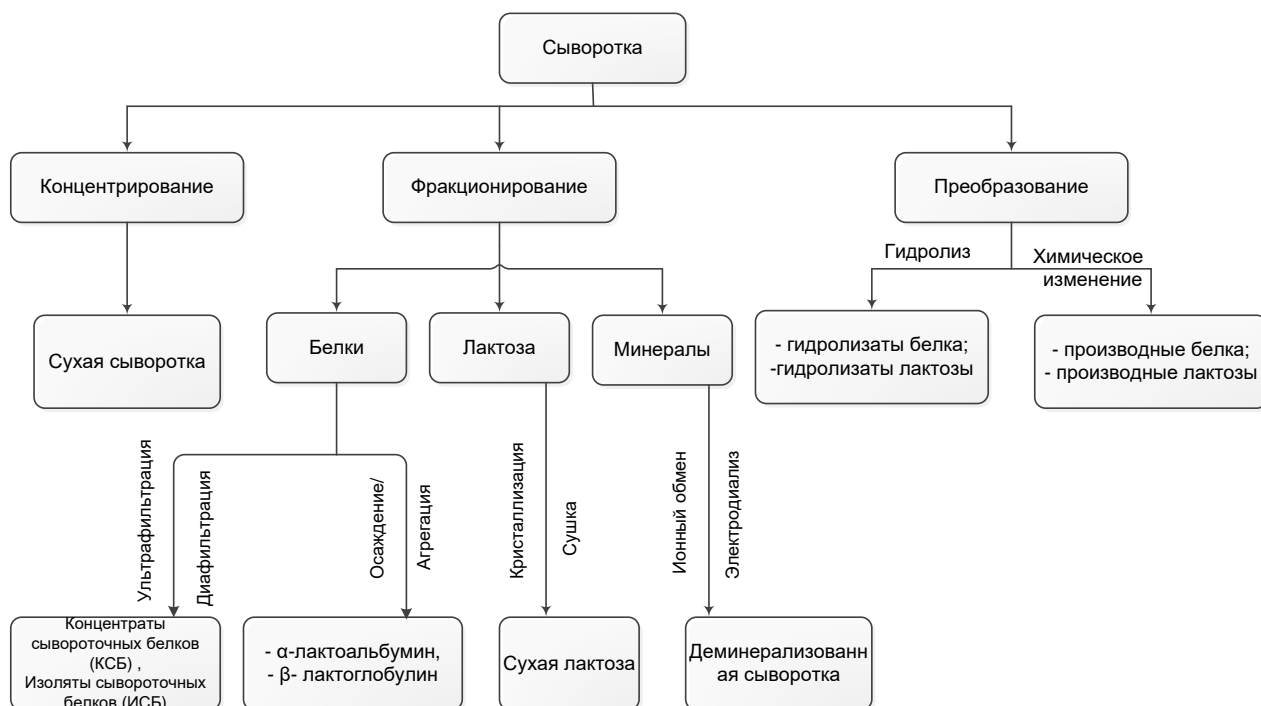 Сыворотка
Концентрирование
Фракционирование
Преобразование
Гидролиз
Химическое
изменение
Сухая сыворотка
Белки
Лактоза
Минералы
- гидролизаты белка;
-гидролизаты лактозы
- производные белка;
- производные лактозы
Ультрафильтрация
Диафильтрация
Осаждение/
Агрегация
Кристаллизация
Сушка
Ионный обмен
Электродиализ
Концентраты
сывороточных белков
(КСБ) ,
Изоляты сывороточных
белков (ИСБ)
- α-лактоальбумин,
- β- лактоглобулин
Сухая лактоза
Деминерализованн
ая сыворотка